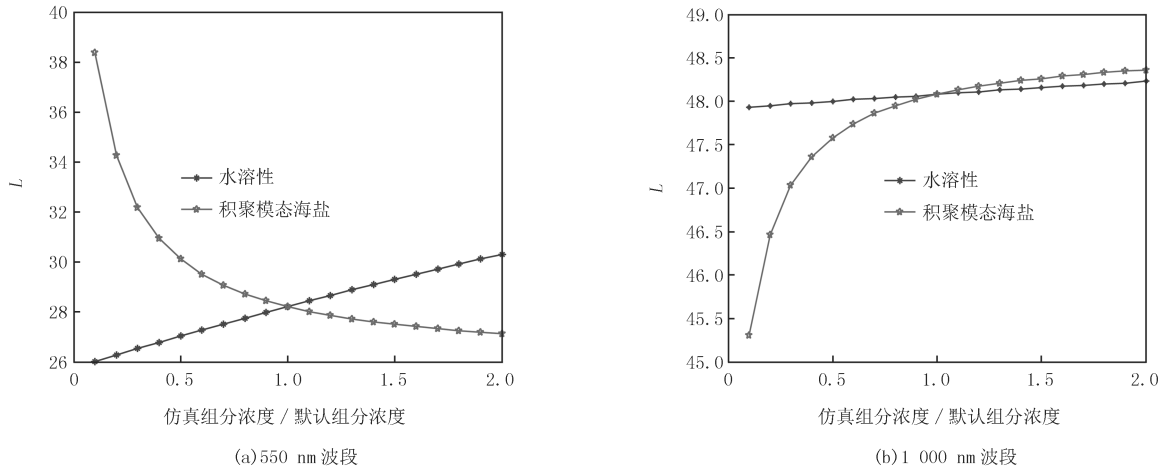 40
38
36
34
32
30
28
26
L
水溶性
积聚模态海盐
0 0.5 1.0 1.5 2.0
仿真组分浓度 / 默认组分浓度
(a)550 nm 波段
49.0
48.5
48.0
47.5
47.0
46.5
46.0
45.5
45.0
L
水溶性
积聚模态海盐
0 0.5 1.0 1.5 2.0
仿真组分浓度 / 默认组分浓度
(b)1 000 nm 波段